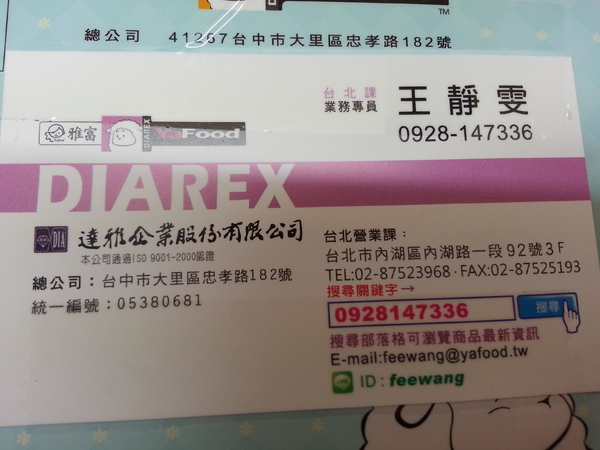 TM
總公司 41267台中市大里區忠孝路182號
台北課
業務專員
王靜雯
0928-147336
雅富
DIAREX
YaFood
DIAREX
DIA
達雅企業股份有限公司
本公司通過ISO 9001-2000認證
總公司：台中市大里區忠孝路182號
統一編號：05380681
台北營業課：
台北市內湖區內湖路一段92號3F
TEL:02-87523968·FAX:02-87525193
搜尋關鍵字→
0928147336
搜尋
搜尋部落格可瀏覽商品最新資訊
E-mail:feewang@yafood.tw
LINE
ID：feewang